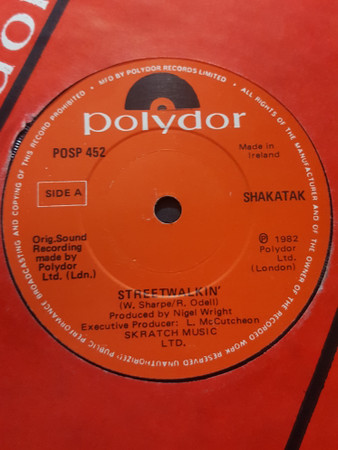 • MFD BY POLYDOR RECORDS LIMITED • ALL RIGHTS OF THE MANUFACTURER AND OF THE OWNER OF THE RECORDED WORK RESERVED UNAUTHORIZED PUBLIC PERFORMANCE BROADCASTING AND COPYING OF THIS RECORD PROHIBITED
polydor
POSP 452
Made in
Ireland
SIDE A
SHAKATAK
Orig.Sound
Recording
made by
Polydor
Ltd. (Ldn.)
℗ 1982
Polydor
Ltd.
(London)
STREETWALKIN'
(W. Sharpe/R. Odell)
Produced by Nigel Wright
Executive Producer: L. McCutcheon
SKRATCH MUSIC
LTD.